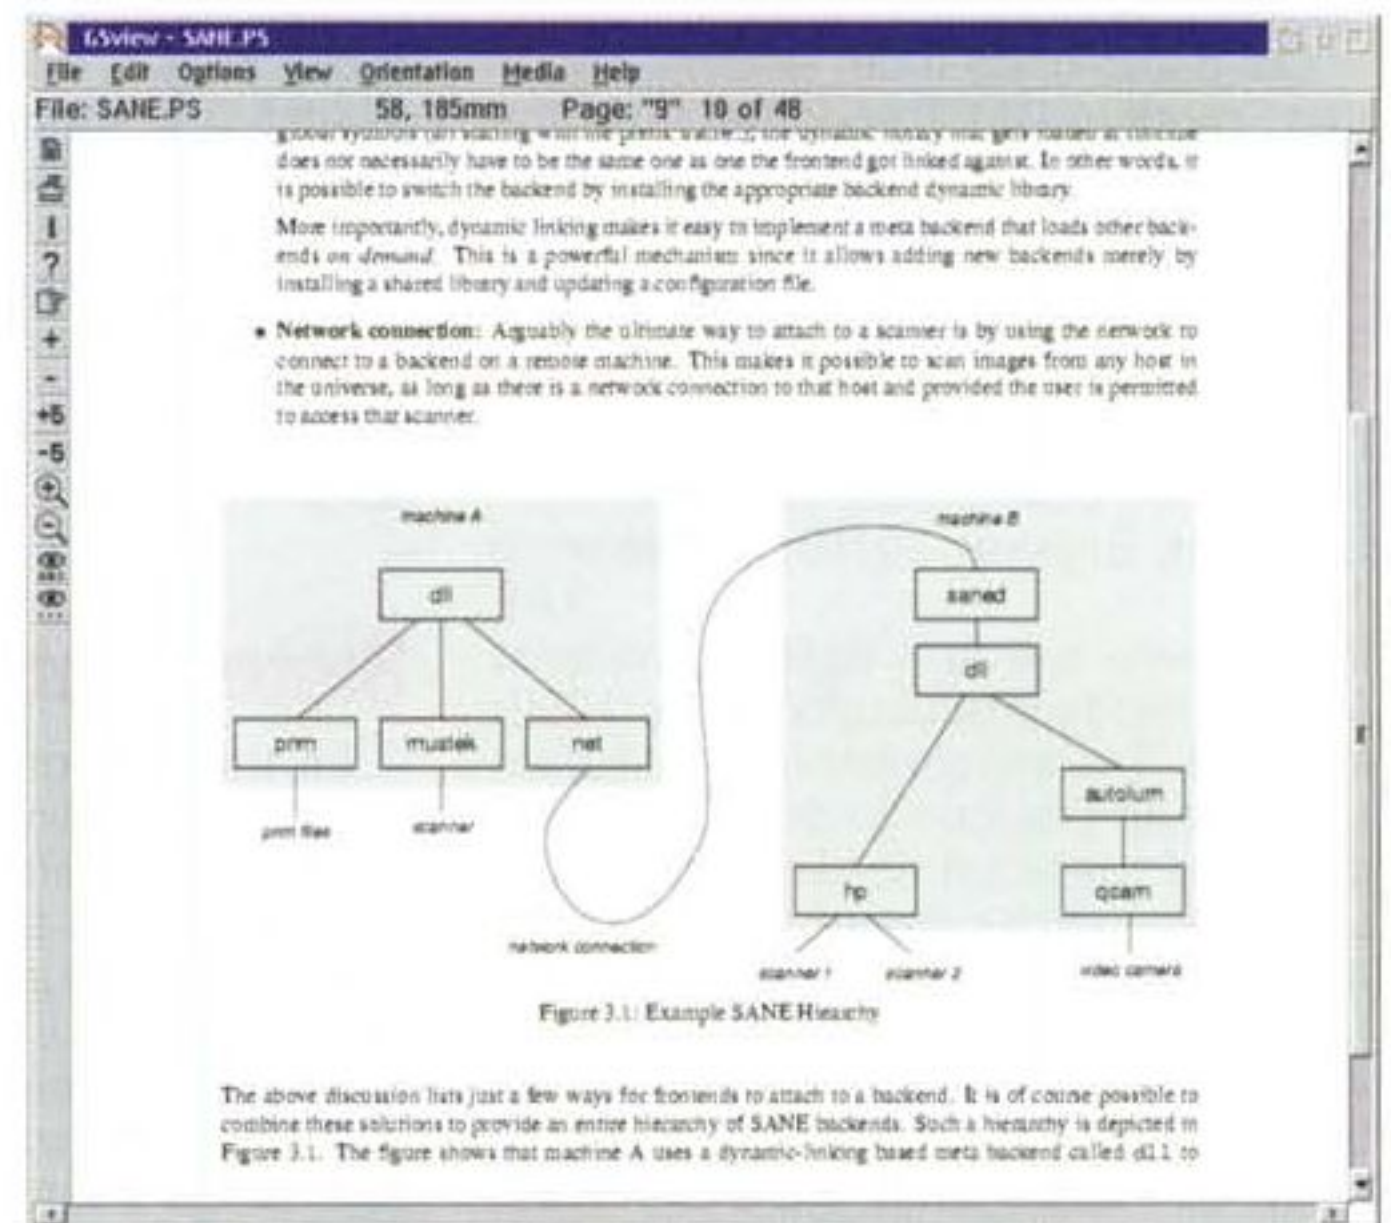 GSview - SANE.PS
File Edit Options View Orientation Media Help
File: SANE.PS 58, 185mm Page: "9" 10 of 48
does not necessarily have to be the same one as one the frontend got linked against. In other words, it
is possible to switch the backend by installing the appropriate backend dynamic library.
More importantly, dynamic linking makes it easy to implement a meta backend that loads other back-
ends on demand. This is a powerful mechanism since it allows adding new backends merely by
installing a shared library and updating a configuration file.
• Network connection: Arguably the ultimate way to attach to a scanner is by using the network to
connect to a backend on a remote machine. This makes it possible to scan images from any host in
the universe, as long as there is a network connection to that host and provided the user is permitted
to access that scanner.
machine A
machine B
dll
saned
dll
pnm mustek net
autolum
pnm files scanner
hp qcam
network connection
scanner 1 scanner 2 video camera
Figure 3.1: Example SANE Hierarchy
The above discussion lists just a few ways for frontends to attach to a backend. It is of course possible to
combine these solutions to provide an entire hierarchy of SANE backends. Such a hierarchy is depicted in
Figure 3.1. The figure shows that machine A uses a dynamic-linking based meta backend called dll to
+5
-5